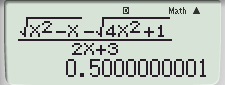 Math ▲
√x²-x-√4x²+1
2x+3
0.5000000001